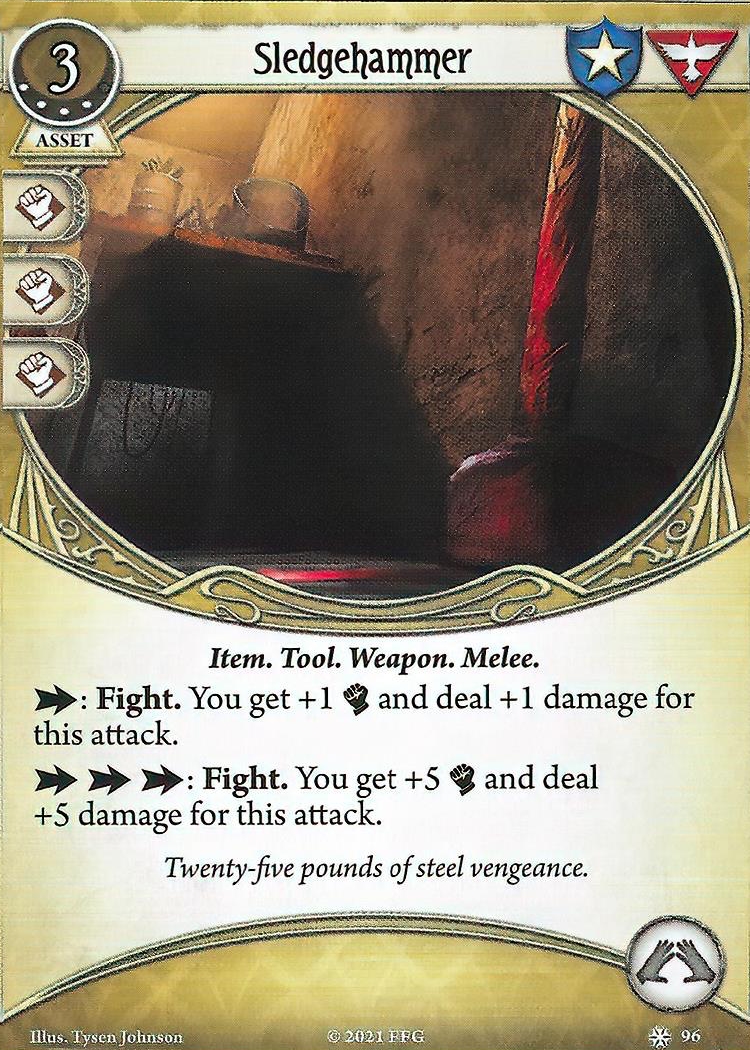 3
Sledgehammer
ASSET
Item. Tool. Weapon. Melee.
: Fight. You get +1 and deal +1 damage for
this attack.
: Fight. You get +5 and deal
+5 damage for this attack.
Twenty-five pounds of steel vengeance.
Illus. Tysen Johnson
© 2021 FFG
96